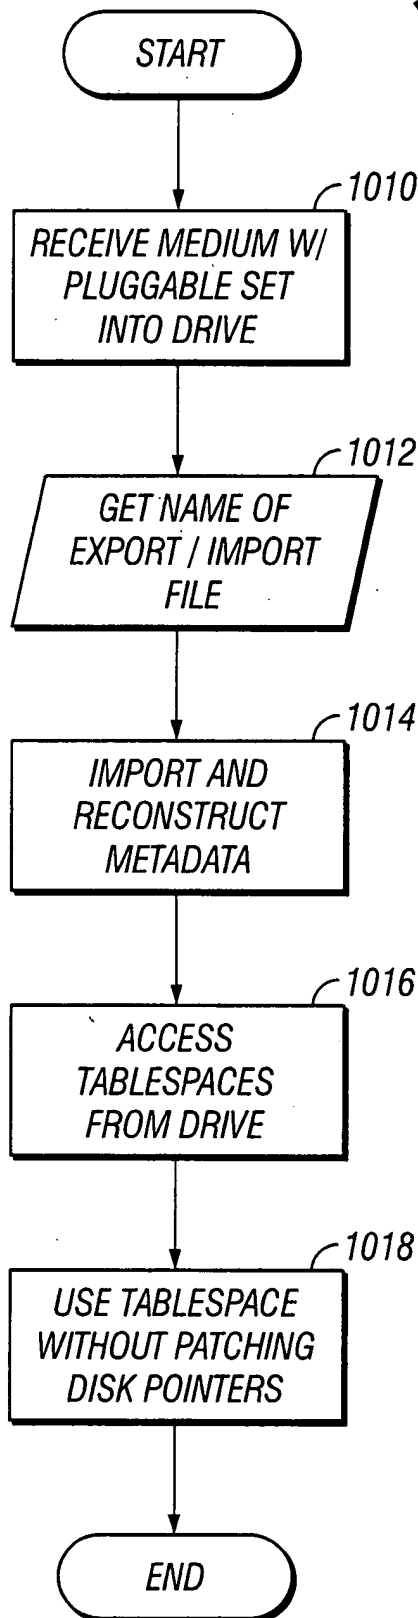 START
1010
RECEIVE MEDIUM W/
PLUGGABLE SET
INTO DRIVE
1012
GET NAME OF
EXPORT / IMPORT
FILE
1014
IMPORT AND
RECONSTRUCT
METADATA
1016
ACCESS
TABLESPACES
FROM DRIVE
1018
USE TABLESPACE
WITHOUT PATCHING
DISK POINTERS
END